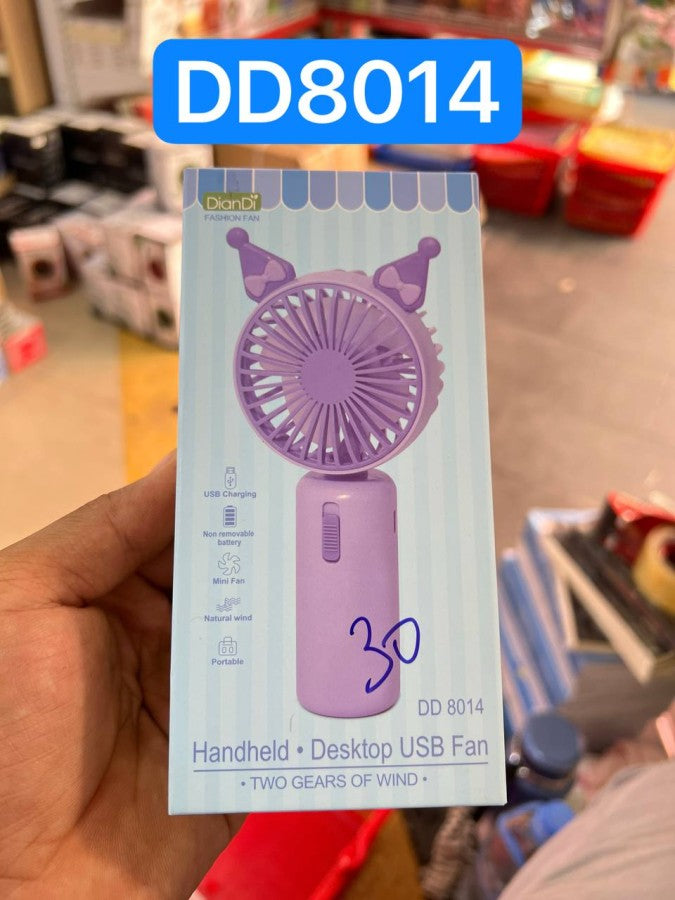 DD8014
DianDi
FASHION FAN
USB Charging
Non removable
battery
Mini Fan
Natural wind
Portable
30
DD 8014
Handheld • Desktop USB Fan
• TWO GEARS OF WIND •